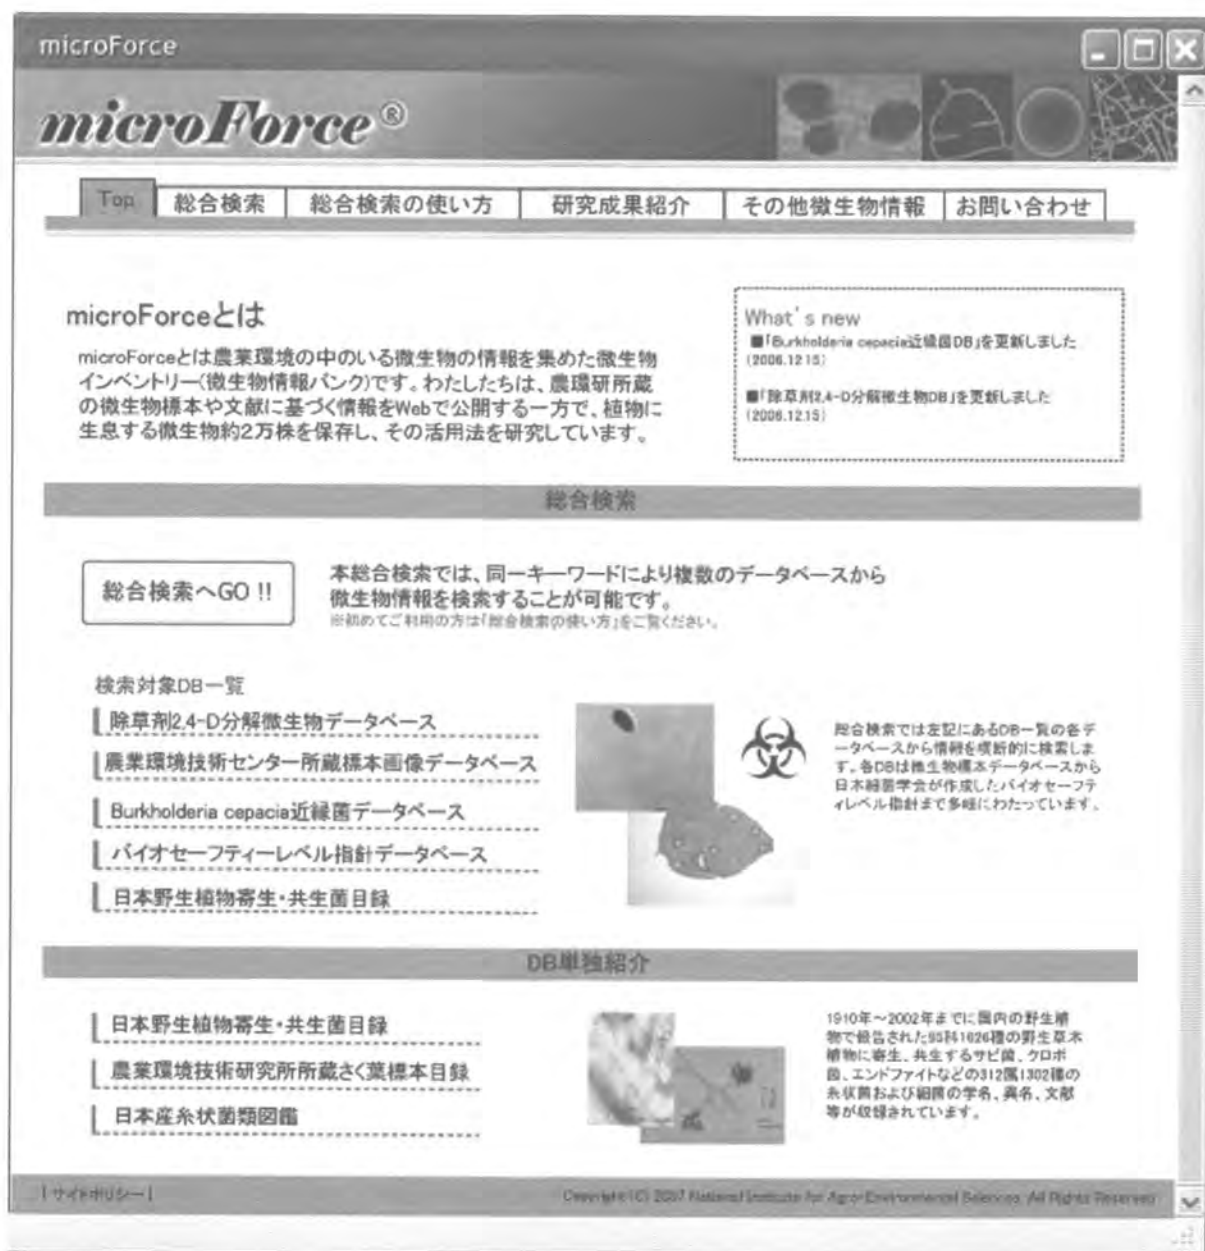 microForce
microForce®
Top
総合検索
総合検索の使い方
研究成果紹介
その他微生物情報
お問い合わせ
microForceとは
microForceとは農業環境の中のいる微生物の情報を集めた微生物
インベントリー(微生物情報バンク)です。わたしたちは、農環研所蔵
の微生物標本や文献に基づく情報をWebで公開する一方で、植物に
生息する微生物約2万株を保存し、その活用法を研究しています。
What's new
■「Burkholderia cepacia近縁菌DB」を更新しました
(2006.12.15)
■「除草剤2,4-D分解微生物DB」を更新しました
(2006.12.15)
総合検索
総合検索へGO !!
本総合検索では、同一キーワードにより複数のデータベースから
微生物情報を検索することが可能です。
※初めてご利用の方は「総合検索の使い方」をご覧ください。
検索対象DB一覧
除草剤2,4-D分解微生物データベース
農業環境技術センター所蔵標本画像データベース
Burkholderia cepacia近縁菌データベース
バイオセーフティーレベル指針データベース
日本野生植物寄生・共生菌目録
総合検索では左記にあるDB一覧の各デ
ータベースから情報を横断的に検索しま
す。各DBは微生物標本データベースから
日本細菌学会が作成したバイオセーフテ
ィレベル指針まで多岐にわたっています。
DB単独紹介
日本野生植物寄生・共生菌目録
農業環境技術研究所所蔵さく葉標本目録
日本産糸状菌類図鑑
1910年～2002年までに国内の野生植
物で報告された95科1626種の野生草木
植物に寄生、共生するサビ菌、クロボ
菌、エンドファイトなどの312属1302種の
糸状菌および細菌の学名、異名、文献
等が収録されています。
| サイトポリシー |
Copyright (C) 2007 National Institute for Agro-Environmental Sciences. All Rights Reserved